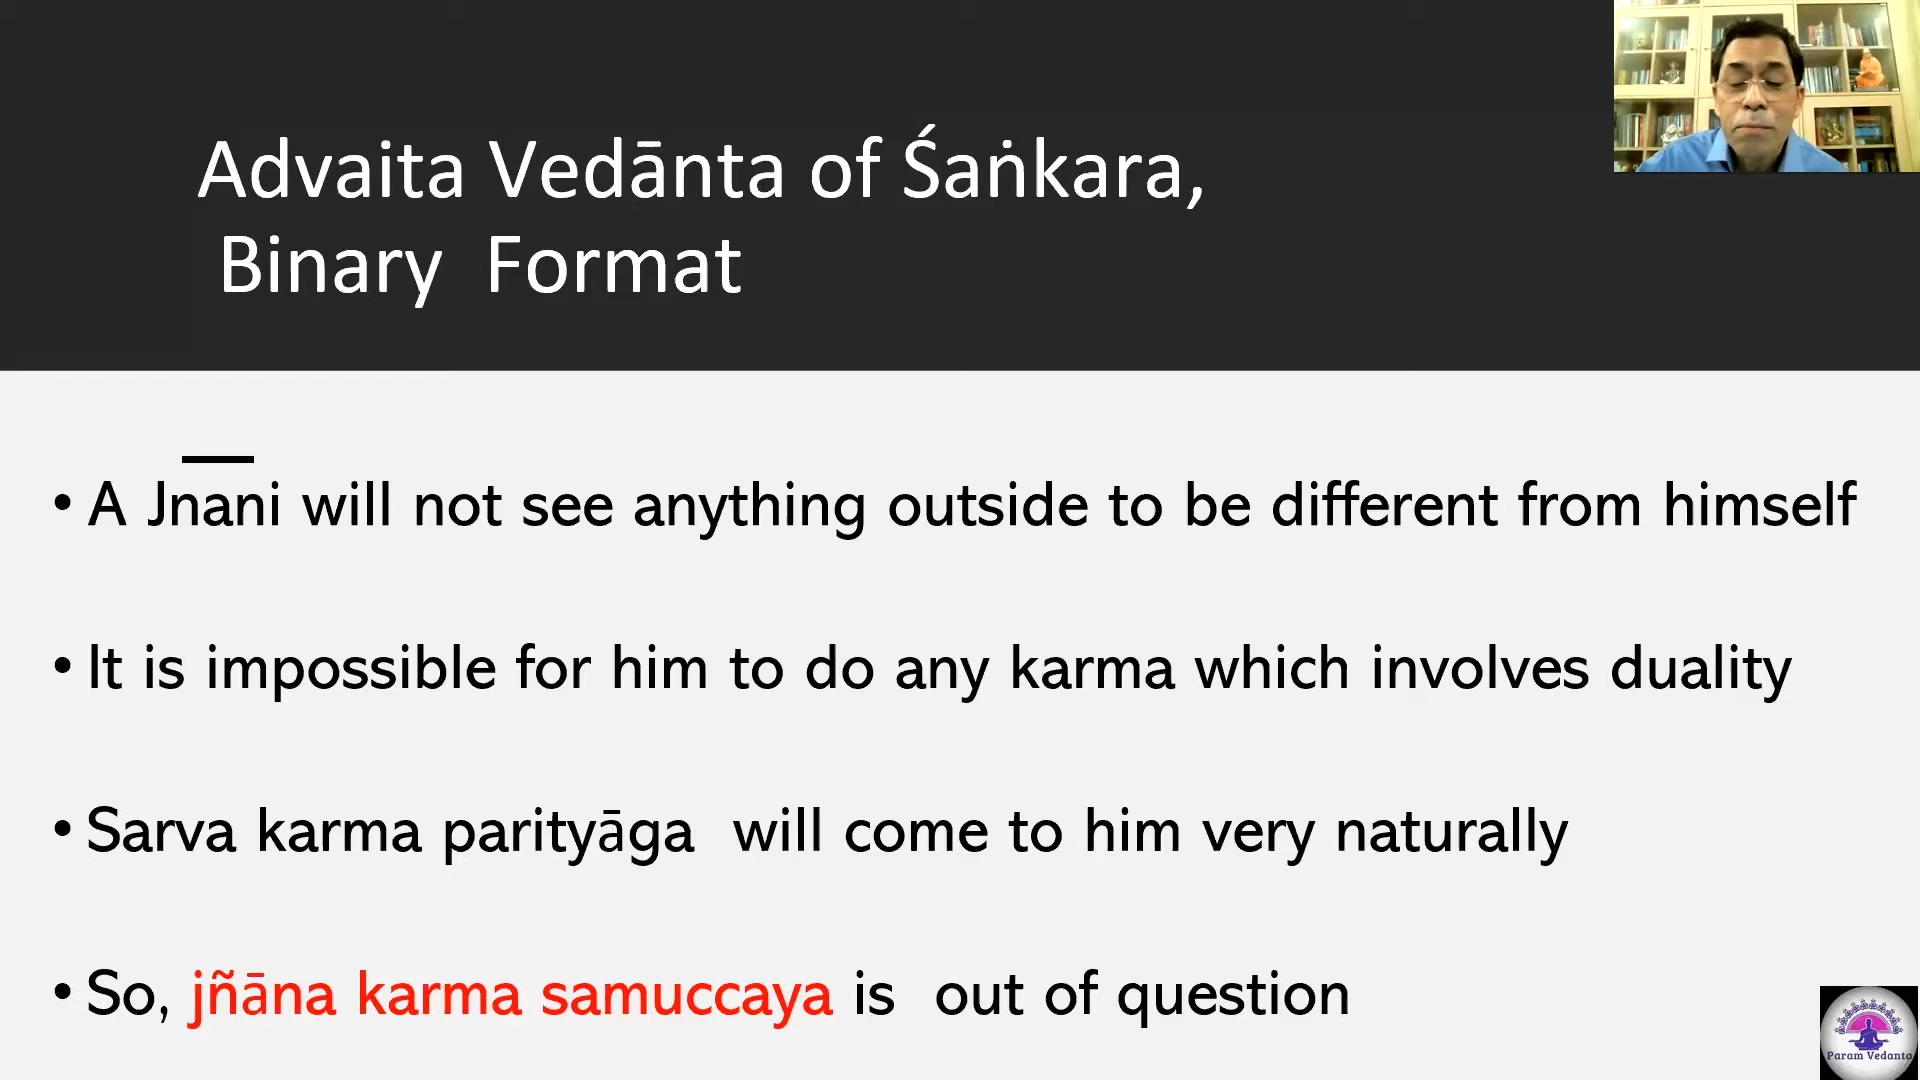 Advaita Vedānta of Śaṅkara,
Binary Format
• A Jnani will not see anything outside to be different from himself
• It is impossible for him to do any karma which involves duality
• Sarva karma parityāga will come to him very naturally
• So, jñāna karma samuccaya is out of question
Param Vedanta